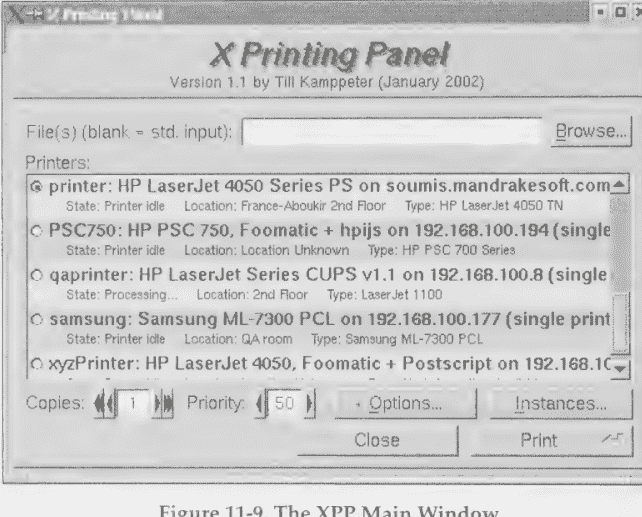 X Printing Panel
Version 1.1 by Till Kamppeter (January 2002)
File(s) (blank = std. input):
Browse...
Printers:
printer: HP LaserJet 4050 Series PS on soumis.mandrakesoft.com
State: Printer idle Location: France-Aboukir 2nd Floor Type: HP LaserJet 4050 TN
PSC750: HP PSC 750, Foomatic + hpijs on 192.168.100.194 (single
State: Printer idle Location: Location Unknown Type: HP PSC 700 Series
qaprinter: HP LaserJet Series CUPS v1.1 on 192.168.100.8 (single
State: Processing... Location: 2nd Floor Type: LaserJet 1100
samsung: Samsung ML-7300 PCL on 192.168.100.177 (single print
State: Printer idle Location: QA room Type: Samsung ML-7300 PCL
xyzPrinter: HP LaserJet 4050, Foomatic + Postscript on 192.168.10
Copies: 1 Priority: 50 Options... Instances...
Close Print
Figure 11-9. The XPP Main Window